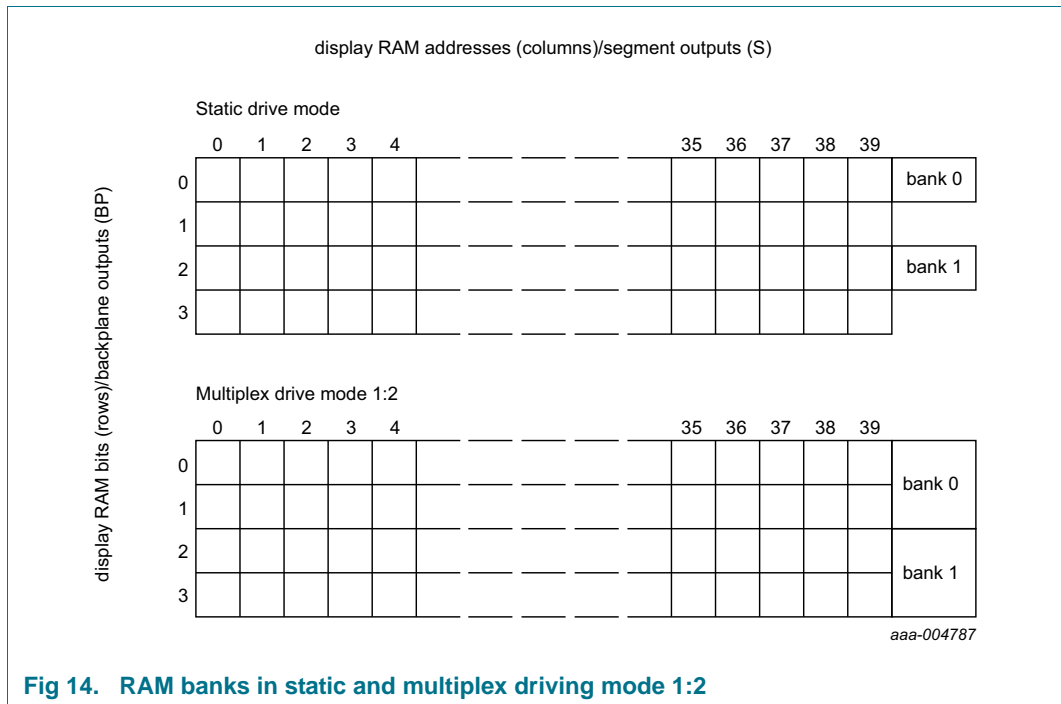 display RAM addresses (columns)/segment outputs (S)
display RAM bits (rows)/backplane outputs (BP)
Static drive mode
0 1 2 3 4 35 36 37 38 39
0 bank 0
1
2 bank 1
3
Multiplex drive mode 1:2
0 1 2 3 4 35 36 37 38 39
0
bank 0
1
2
bank 1
3
aaa-004787
Fig 14. RAM banks in static and multiplex driving mode 1:2